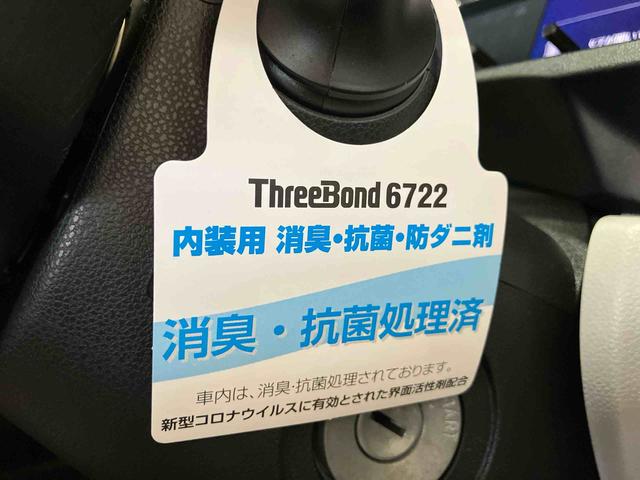 ThreeBond 6722
内装用 消臭・抗菌・防ダニ剤
消臭・抗菌処理済
車内は、消臭・抗菌処理されております。
新型コロナウイルスに有効とされた界面活性剤配合
START